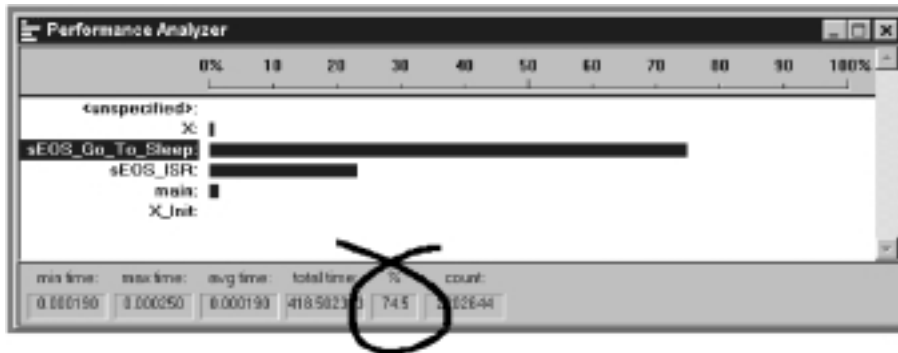 Performance Analyzer
0% 10 20 30 40 50 60 70 80 90 100%
<unspecified>:
X:
sEOS_Go_To_Sleep:
sEOS_ISR:
main:
X_Init:
min time: max time: avg time: total time: % count:
0.000190 0.000250 0.000190 74.5